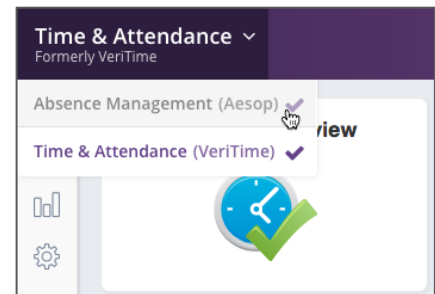 Time & Attendance
Formerly VeriTime
Absence Management (Aesop)
view
Time & Attendance (VeriTime)